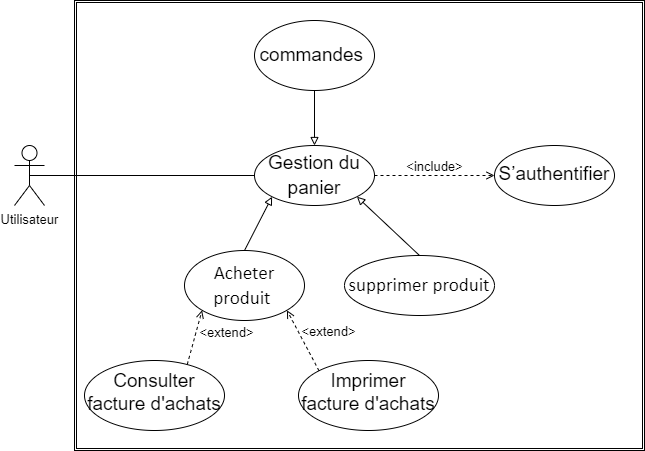 commandes
Gestion du
panier
<include>
S'authentifier
Utilisateur
Acheter
produit
supprimer produit
<extend>
<extend>
Consulter
facture d'achats
Imprimer
facture d'achats